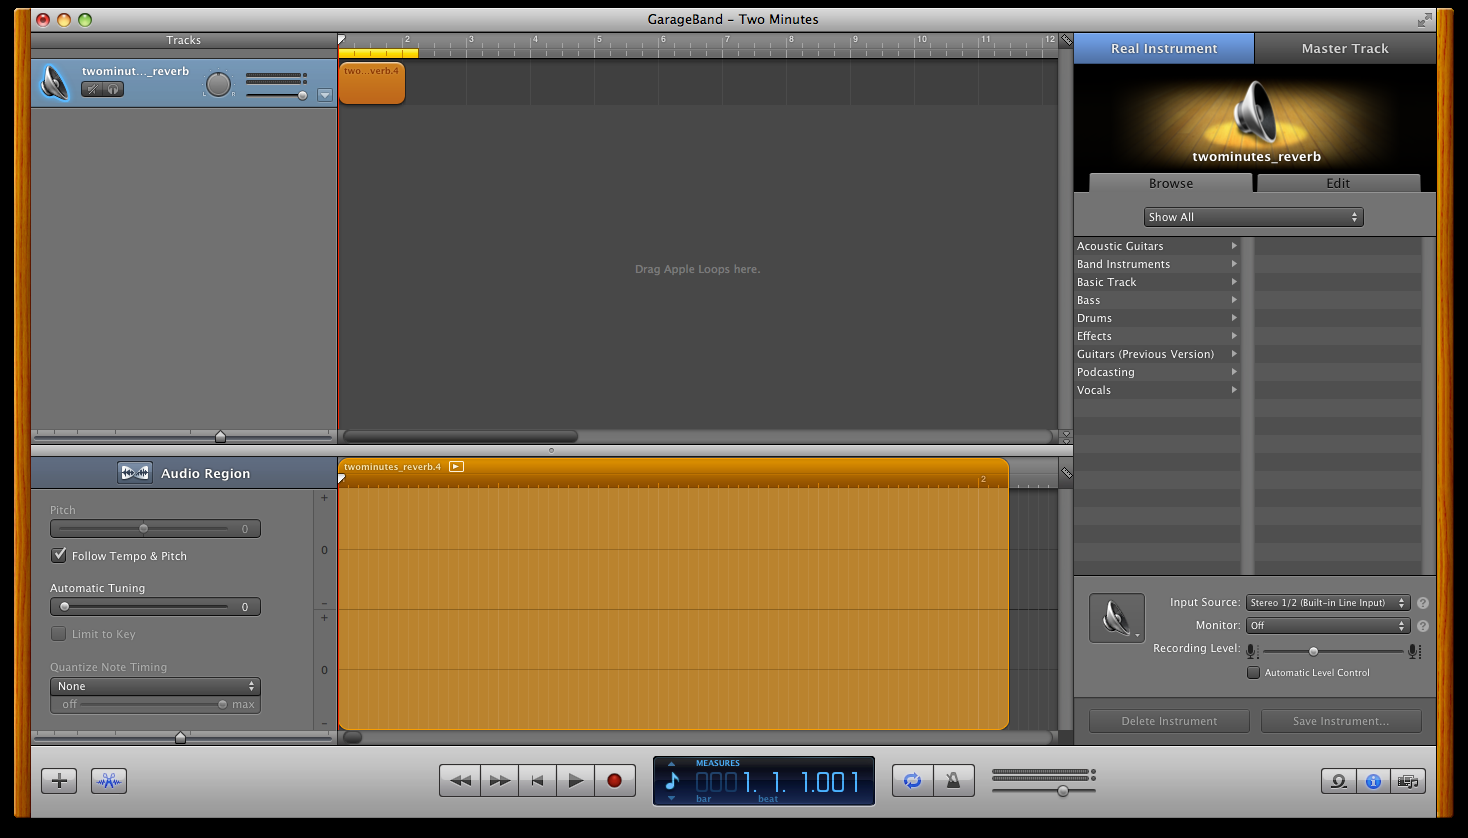 GarageBand – Two Minutes
Tracks
2 3 4 5 6 7 8 9 10 11 12
twominut..._reverb
L R
two...verb.4
Drag Apple Loops here.
Real Instrument
Master Track
twominutes_reverb
Browse
Edit
Show All
Acoustic Guitars
Band Instruments
Basic Track
Bass
Drums
Effects
Guitars (Previous Version)
Podcasting
Vocals
Audio Region
twominutes_reverb.4
2
Pitch
0
Follow Tempo & Pitch
Automatic Tuning
0
Limit to Key
Quantize Note Timing
None
off max
+
0
–
+
0
–
Input Source: Stereo 1/2 (Built-in Line Input) ?
Monitor: Off ?
Recording Level:
Automatic Level Control
Delete Instrument
Save Instrument...
MEASURES
0001. 1. 1.001
bar beat